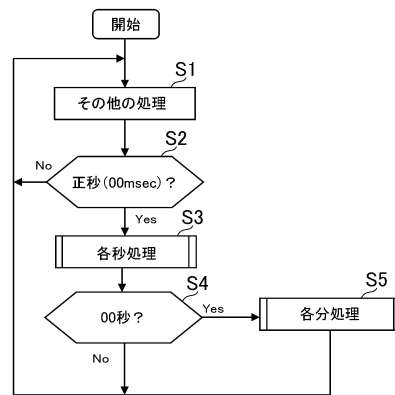 開始
S1
その他の処理
S2
No
正秒(00msec)?
Yes
S3
各秒処理
S4
00秒?
Yes
S5
各分処理
No